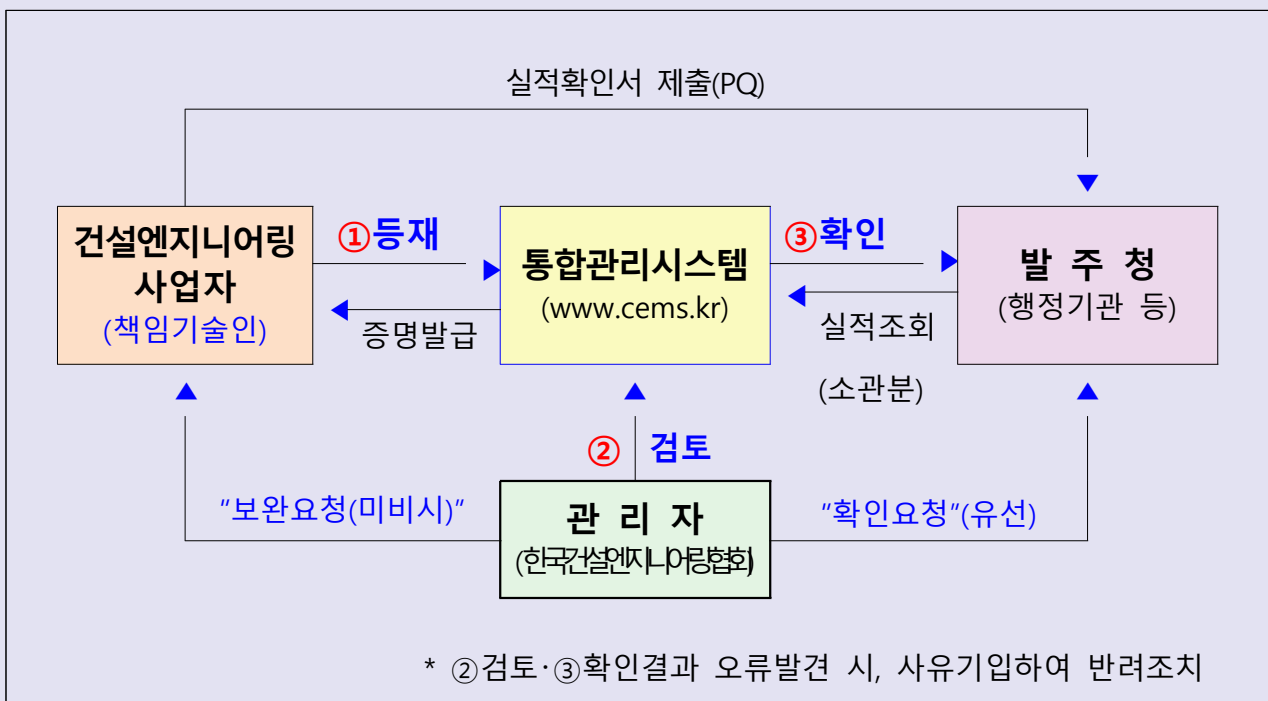 실적확인서 제출(PQ)
건설엔지니어링
사업자
(책임기술인)
①등재
증명발급
통합관리시스템
(www.cems.kr)
③확인
실적조회
(소관분)
발 주 청
(행정기관 등)
② 검토
"보완요청(미비시)"
관 리 자
(한국건설엔지니어링협회)
"확인요청"(유선)
* ②검토·③확인결과 오류발견 시, 사유기입하여 반려조치